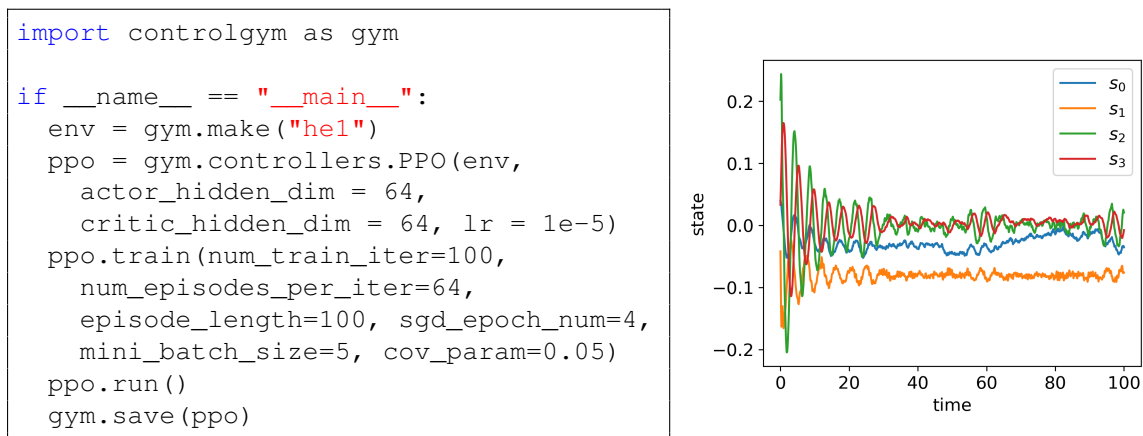 import controlgym as gym
if __name__ == "__main__":
env = gym.make("he1")
ppo = gym.controllers.PPO(env,
actor_hidden_dim = 64,
critic_hidden_dim = 64, lr = 1e-5)
ppo.train(num_train_iter=100,
num_episodes_per_iter=64,
episode_length=100, sgd_epoch_num=4,
mini_batch_size=5, cov_param=0.05)
ppo.run()
gym.save(ppo)
s0
s1
s2
s3
0.2
0.1
0.0
−0.1
−0.2
state
0 20 40 60 80 100
time